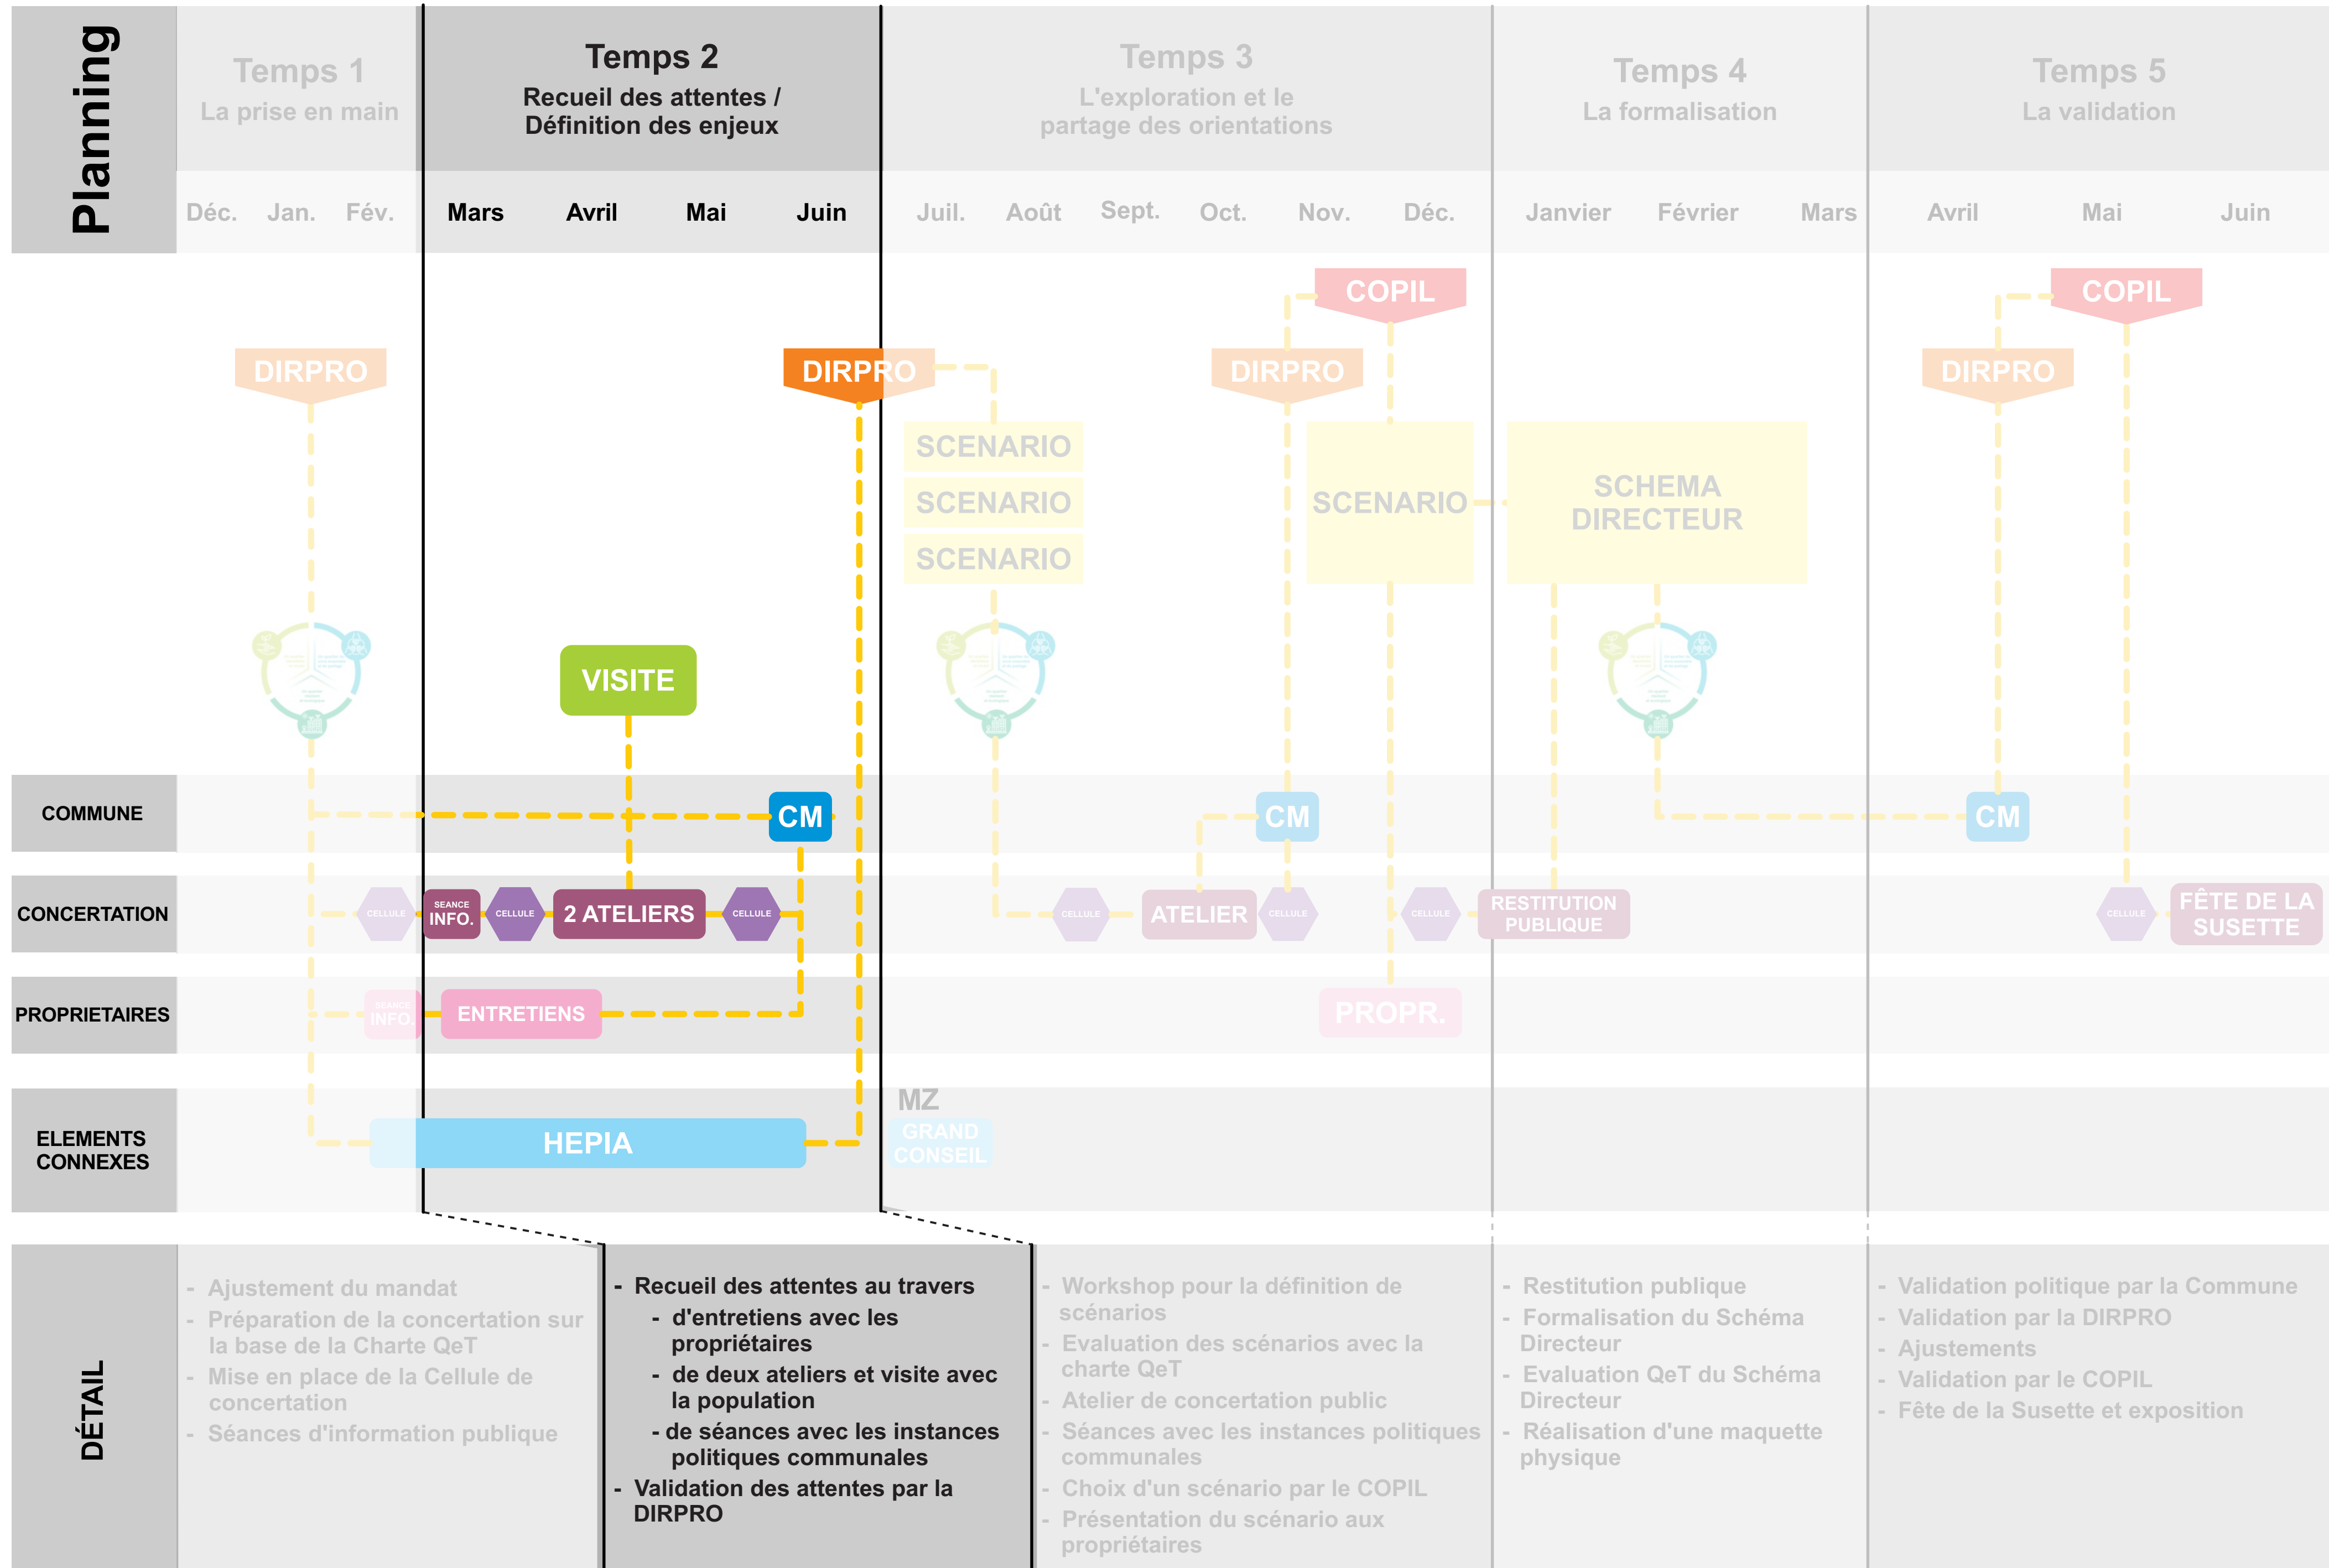 Planning
Temps 1
La prise en main
Temps 2
Recueil des attentes /
Définition des enjeux
Temps 3
L'exploration et le
partage des orientations
Temps 4
La formalisation
Temps 5
La validation
Déc. Jan. Fév. Mars Avril Mai Juin Juil. Août Sept. Oct. Nov. Déc. Janvier Février Mars Avril Mai Juin
COPIL COPIL
DIRPRO DIRPRO DIRPRO DIRPRO
SCENARIO
SCENARIO
SCENARIO
SCENARIO
SCHEMA
DIRECTEUR
VISITE
COMMUNE
CM CM CM
CONCERTATION
CELLULE
SEANCE
INFO.
CELLULE
2 ATELIERS
CELLULE
CELLULE
ATELIER
CELLULE
CELLULE
RESTITUTION
PUBLIQUE
CELLULE
FÊTE DE LA
SUSETTE
PROPRIETAIRES
SEANCE
INFO.
ENTRETIENS
PROPR.
ELEMENTS
CONNEXES
HEPIA
MZ
GRAND
CONSEIL
DÉTAIL
- Ajustement du mandat
- Préparation de la concertation sur
la base de la Charte QeT
- Mise en place de la Cellule de
concertation
- Séances d'information publique
- Recueil des attentes au travers
- d'entretiens avec les
propriétaires
- de deux ateliers et visite avec
la population
- de séances avec les instances
politiques communales
- Validation des attentes par la
DIRPRO
- Workshop pour la définition de
scénarios
- Evaluation des scénarios avec la
charte QeT
- Atelier de concertation public
- Séances avec les instances politiques
communales
- Choix d'un scénario par le COPIL
- Présentation du scénario aux
propriétaires
- Restitution publique
- Formalisation du Schéma
Directeur
- Evaluation QeT du Schéma
Directeur
- Réalisation d'une maquette
physique
- Validation politique par la Commune
- Validation par la DIRPRO
- Ajustements
- Validation par le COPIL
- Fête de la Susette et exposition